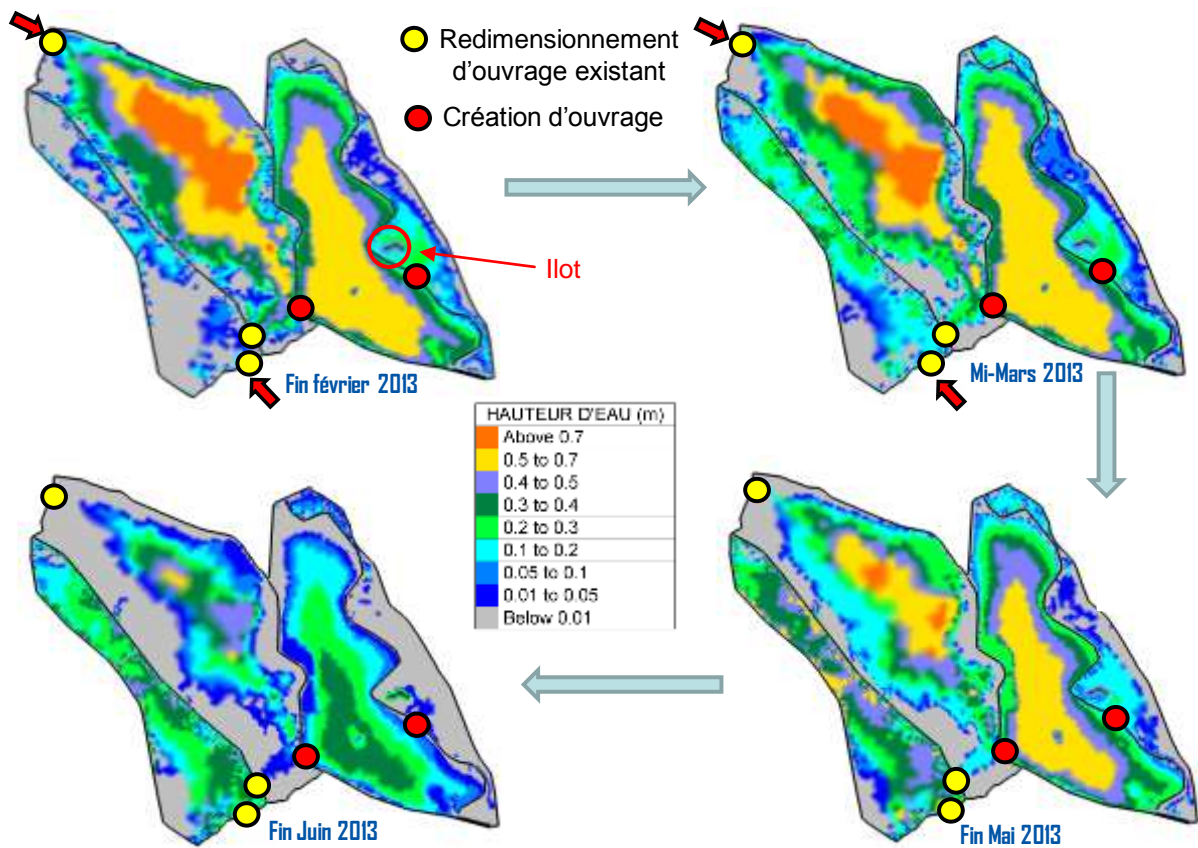 Redimensionnement
d'ouvrage existant
Création d'ouvrage
Ilot
Fin février 2013
Mi-Mars 2013
HAUTEUR D'EAU (m)
Above 0.7
0.5 to 0.7
0.4 to 0.5
0.3 to 0.4
0.2 to 0.3
0.1 to 0.2
0.05 to 0.1
0.01 to 0.05
Below 0.01
Fin Juin 2013
Fin Mai 2013